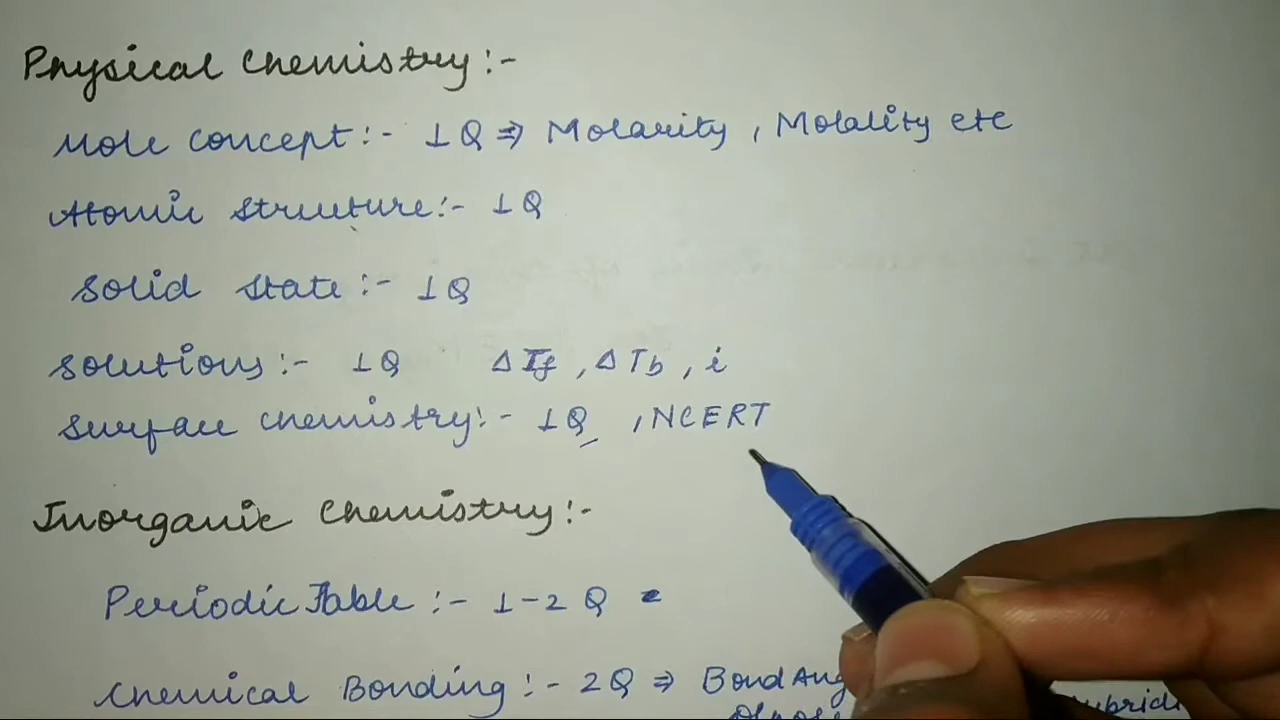 Physical Chemistry:-
Mole concept:- 1Q ⇒ Molarity, Molality etc
Atomic structure:- 1Q
Solid State:- 1Q
Solutions:- 1Q ΔTf, ΔTb, i
Surface Chemistry:- 1Q, NCERT
Inorganic Chemistry:-
Periodic Table:- 1-2 Q
Chemical Bonding:- 2Q ⇒ Bond Ang